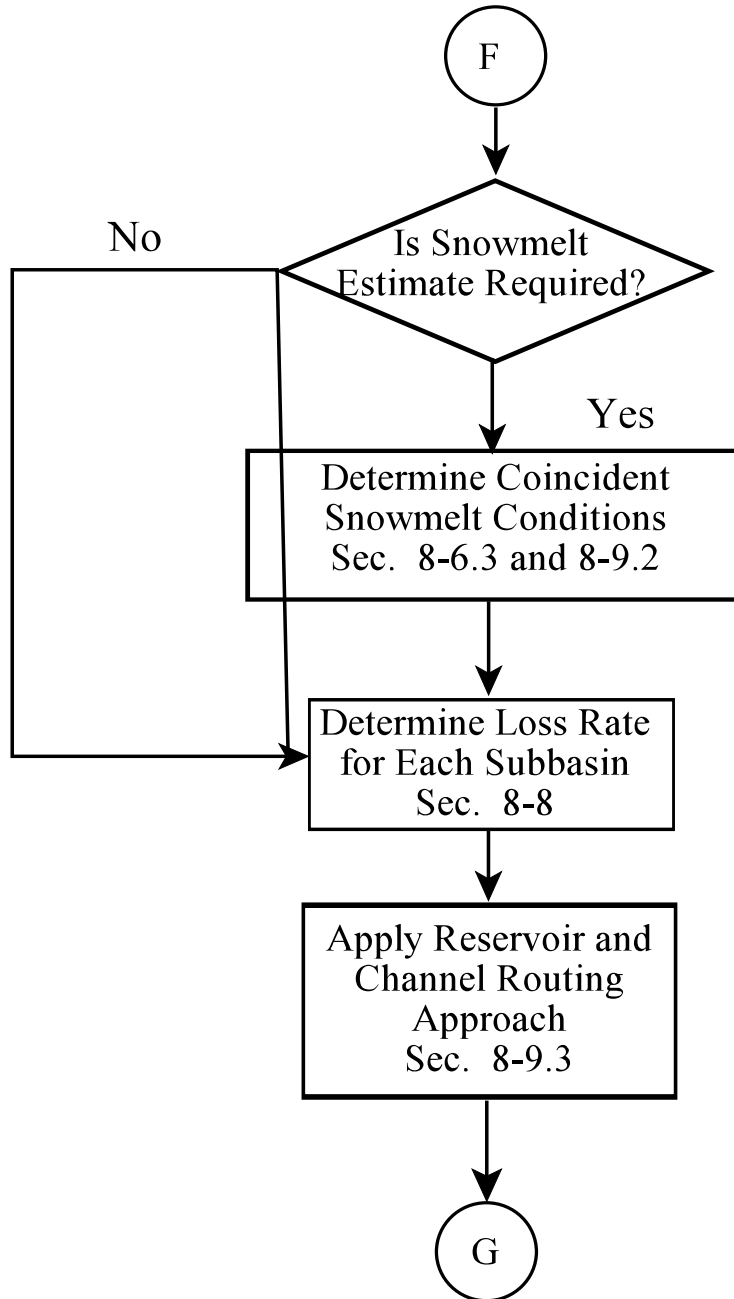 F
Is Snowmelt
Estimate Required?
No
Yes
Determine Coincident
Snowmelt Conditions
Sec.  8-6.3 and 8-9.2
Determine Loss Rate
for Each Subbasin
Sec.  8-8
Apply Reservoir and
Channel Routing
Approach
Sec.  8-9.3
G